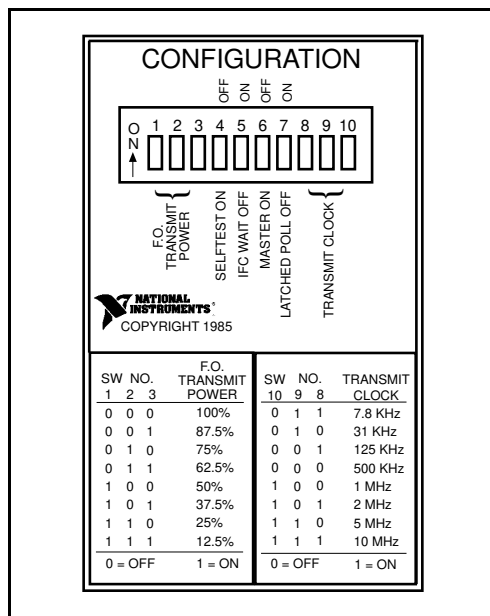 CONFIGURATION
OFF ON OFF ON
ON 1 2 3 4 5 6 7 8 9 10
F.O. TRANSMIT POWER
SELFTEST ON
IFC WAIT OFF
MASTER ON
LATCHED POLL OFF
TRANSMIT CLOCK
NATIONAL
INSTRUMENTS®
COPYRIGHT 1985
SW NO. F.O. TRANSMIT POWER
1 2 3
0 0 0 100%
0 0 1 87.5%
0 1 0 75%
0 1 1 62.5%
1 0 0 50%
1 0 1 37.5%
1 1 0 25%
1 1 1 12.5%
0 = OFF 1 = ON
SW NO. TRANSMIT CLOCK
10 9 8
0 1 1 7.8 KHz
0 1 0 31 KHz
0 0 1 125 KHz
0 0 0 500 KHz
1 0 0 1 MHz
1 0 1 2 MHz
1 1 0 5 MHz
1 1 1 10 MHz
0 = OFF 1 = ON